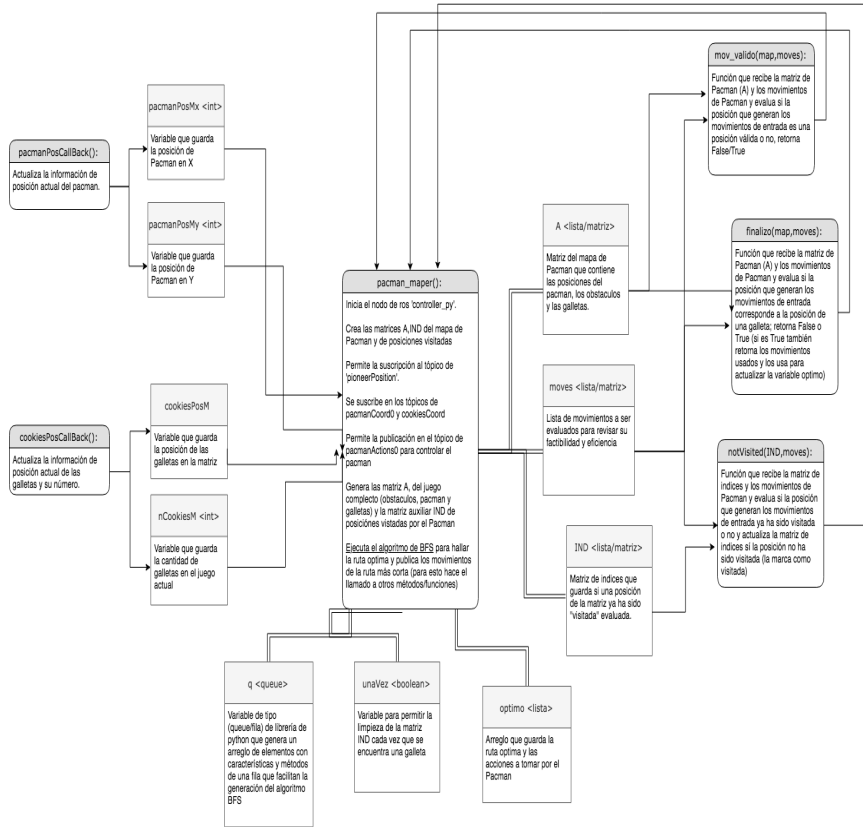 pacmanPosCallBack():
Actualiza la información de
posición actual del pacman.
pacmanPosMx <int>
Variable que guarda
la posición de
Pacman en X
pacmanPosMy <int>
Variable que guarda
la posición de
Pacman en Y
cookiesPosCallBack():
Actualiza la información de
posición actual de las
galletas y su número.
cookiesPosM
Variable que guarda
la posición de las
galletas en la matriz
nCookiesM <int>
Variable que guarda
la cantidad de
galletas en el juego
actual
pacman_maper():
Inicia el nodo de ros 'controller_py'.
Crea las matrices A,IND del mapa de
Pacman y de posiciones visitadas
Permite la suscripción al tópico de
'pioneerPosition'.
Se suscribe en los tópicos de
pacmanCoord0 y cookiesCoord
Permite la publicación en el tópico de
pacmanActions0 para controlar el
pacman
Genera las matriz A, del juego
complecto (obstaculos, pacman y
galletas) y la matriz auxiliar IND de
posiciónes vistadas por el Pacman
Ejecuta el algoritmo de BFS para hallar
la ruta optima y publica los movimientos
de la ruta más corta (para esto hace el
llamado a otros métodos/funciones)
q <queue>
Variable de tipo
(queue/fila) de librería de
python que genera un
arreglo de elementos con
características y métodos
de una fila que facilitan la
generación del algoritmo
BFS
unaVez <boolean>
Variable para permitir la
limpieza de la matriz
IND cada vez que se
encuentra una galleta
optimo <lista>
Arreglo que guarda la
ruta optima y las
acciones a tomar por el
Pacman
A <lista/matriz>
Matriz del mapa de
Pacman que contiene
las posiciones del
pacman, los obstaculos
y las galletas.
moves <lista/matriz>
Lista de movimientos a ser
evaluados para revisar su
factibilidad y eficiencia
IND <lista/matriz>
Matriz de indices que
guarda si una posición
de la matriz ya ha sido
"visitada" evaluada.
mov_valido(map,moves):
Función que recibe la matriz de
Pacman (A) y los movimientos
de Pacman y evalua si la
posición que generan los
movimientos de entrada es una
posición válida o no, retorna
False/True
finalizo(map,moves):
Función que recibe la matriz de
Pacman (A) y los movimientos
de Pacman y evalua si la
posición que generan los
movimientos de entrada
corresponde a la posición de
una galleta; retorna False o
True (si es True también
retorna los movimientos
usados y los usa para
actualizar la variable optimo)
notVisited(IND,moves):
Función que recibe la matriz de
indices y los movimientos de
Pacman y evalua si la posición
que generan los movimientos
de entrada ya ha sido visitada
o no y actualiza la matriz de
indices si la posición no ha
sido visitada (la marca como
visitada)